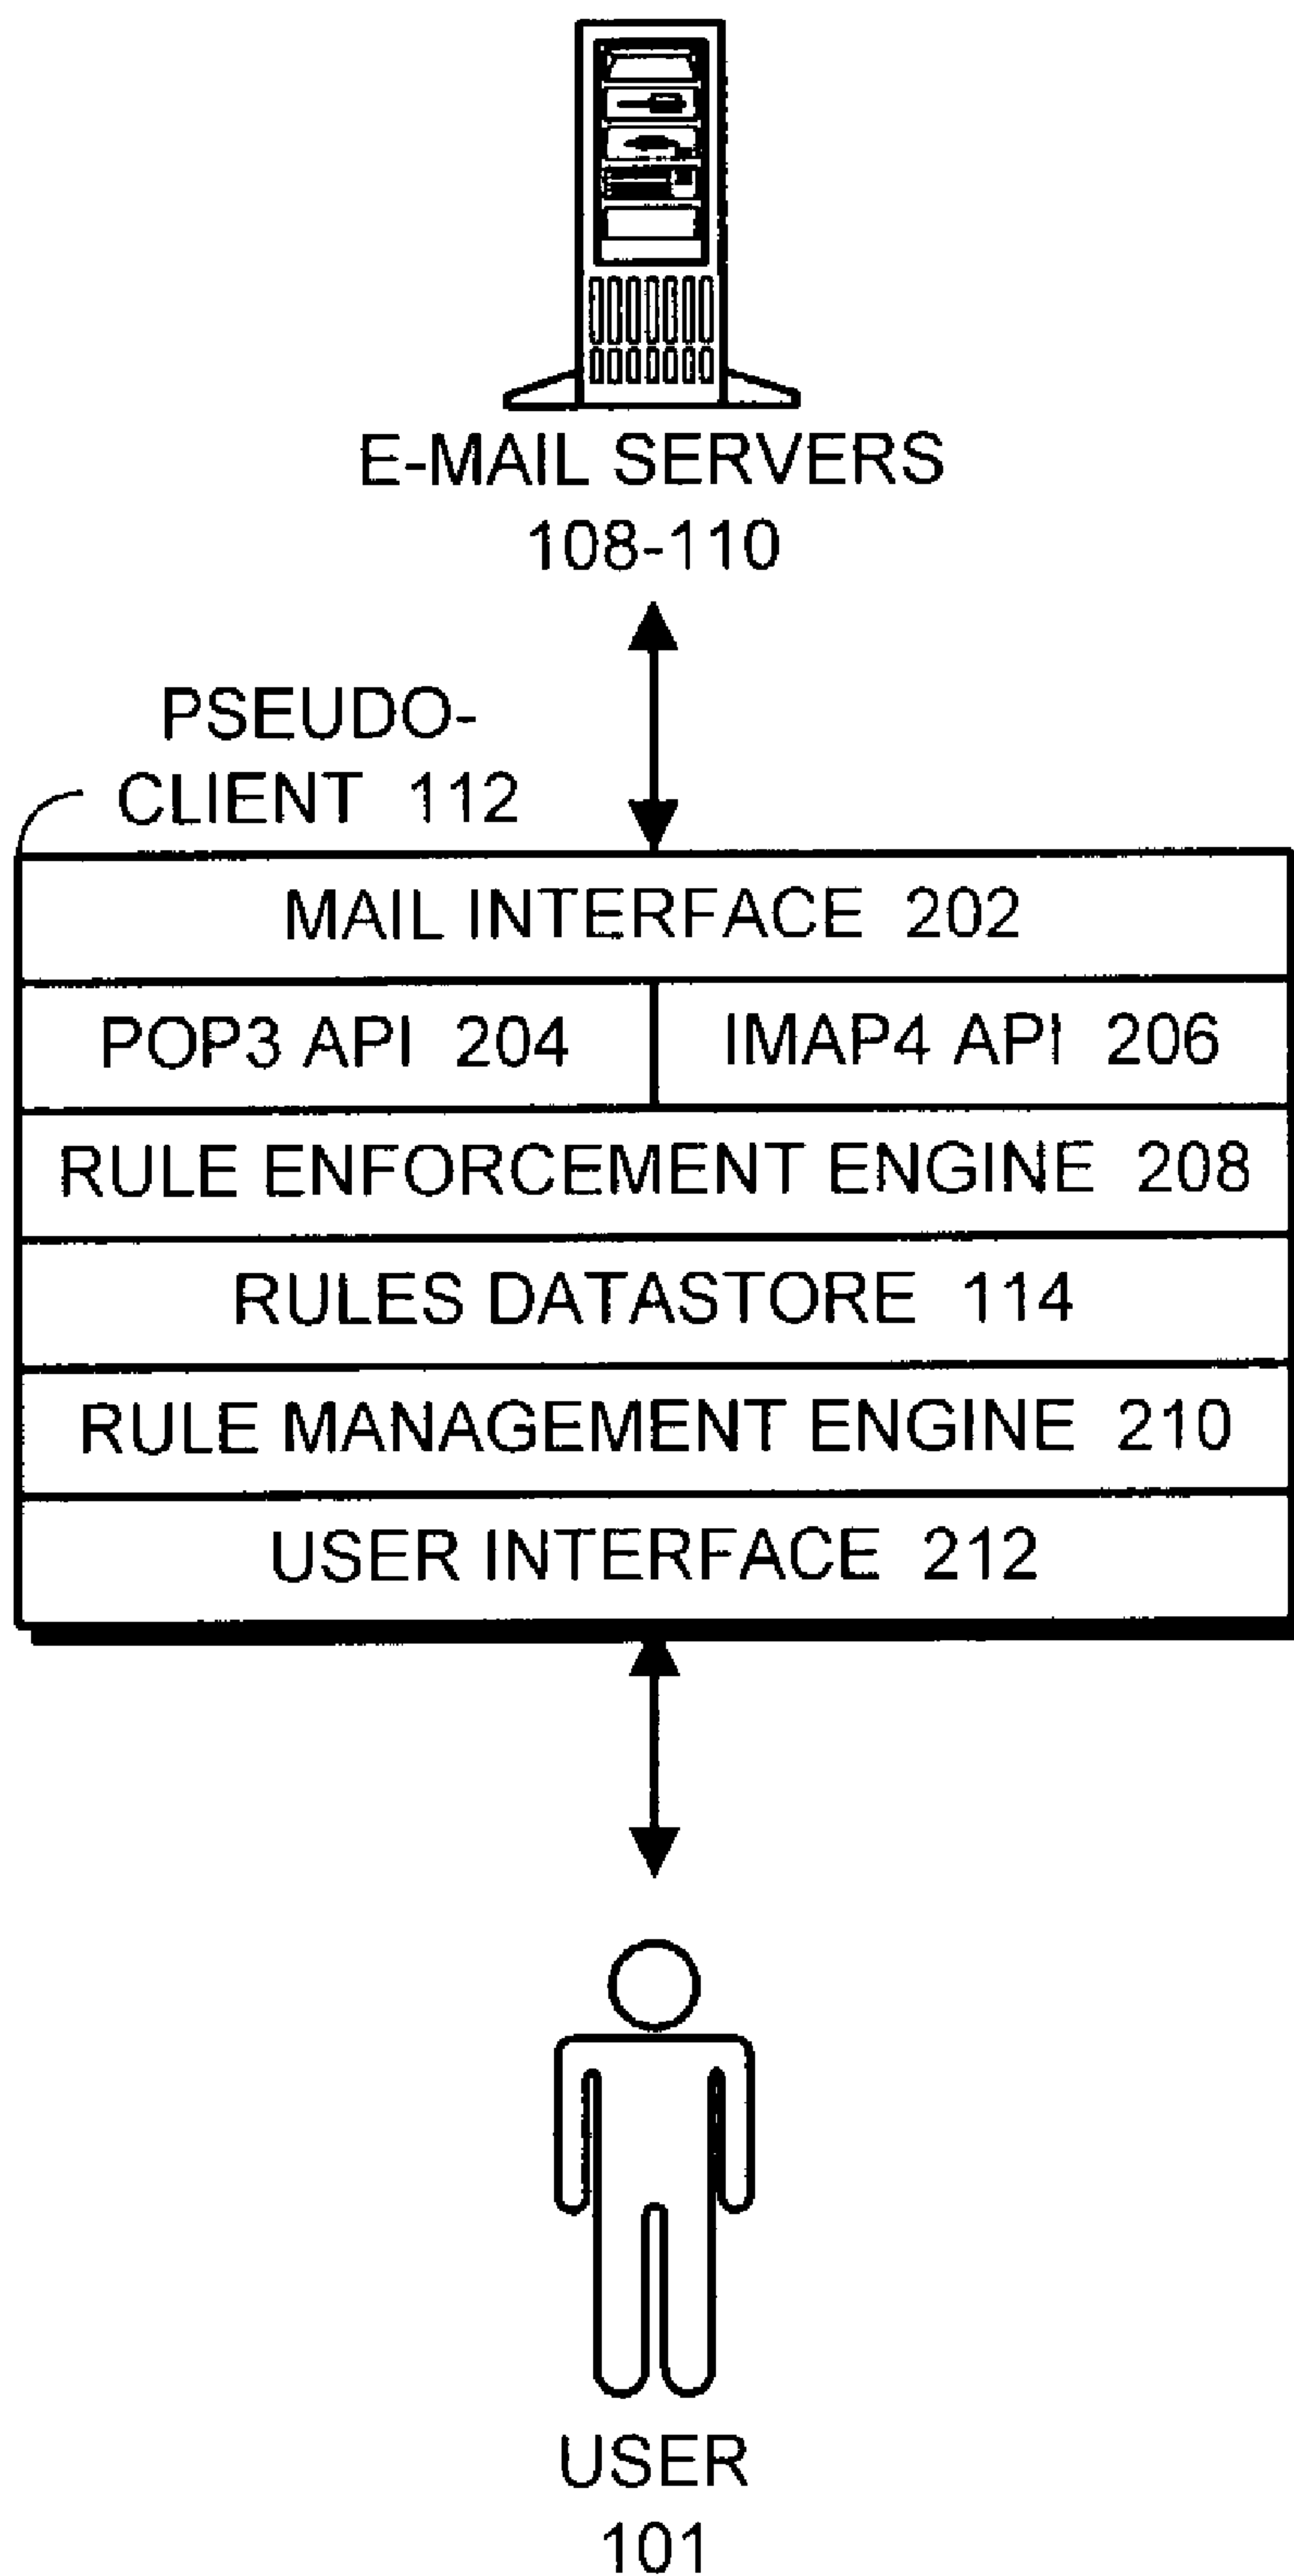 E-MAIL SERVERS
108-110
PSEUDO-
CLIENT 112
MAIL INTERFACE 202
POP3 API 204
IMAP4 API 206
RULE ENFORCEMENT ENGINE 208
RULES DATASTORE 114
RULE MANAGEMENT ENGINE 210
USER INTERFACE 212
USER
101